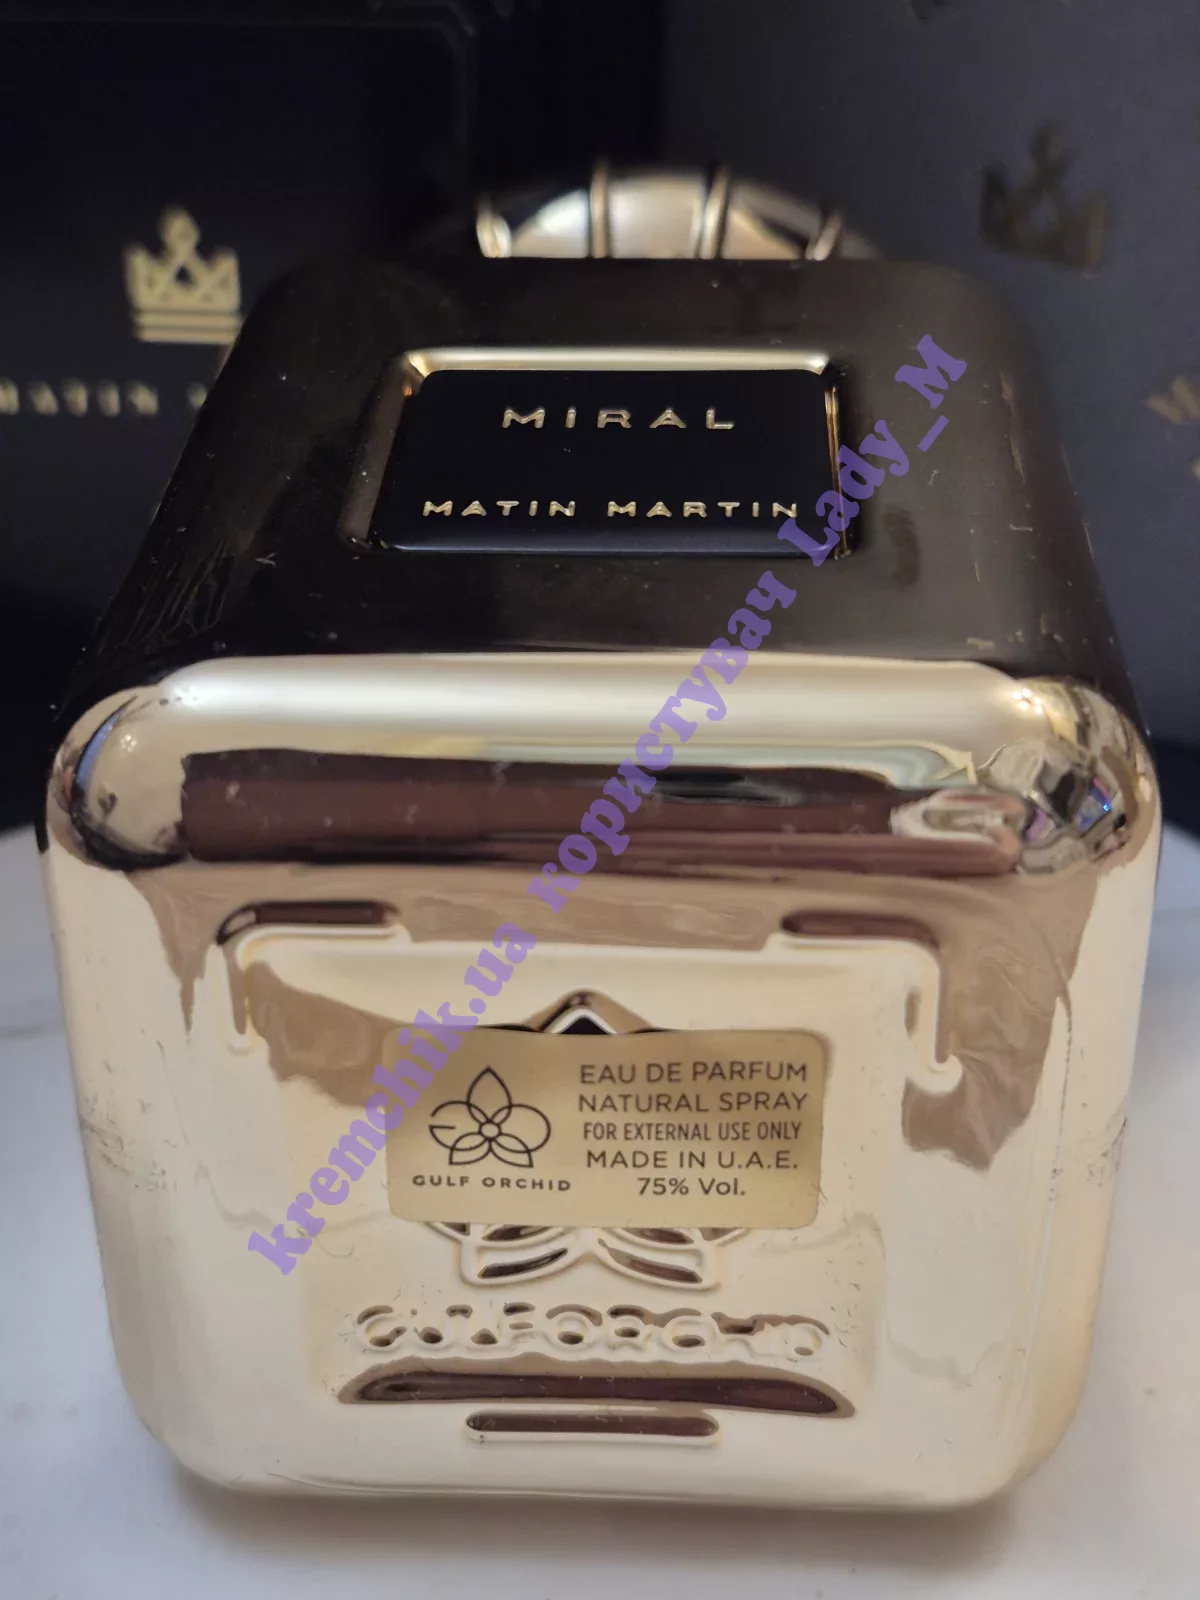 MATIN
MIRAL
MATIN MARTIN
EAU DE PARFUM
NATURAL SPRAY
FOR EXTERNAL USE ONLY
MADE IN U.A.E.
75% Vol.
GULF ORCHID
GULF ORCHID
kremchik.ua користувач Lady_M